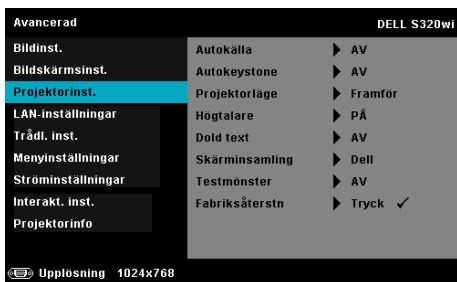 Avancerad DELL S320wi
Bildinst.
Bildskärmsinst.
Projektorinst.
LAN-inställningar
Trådl. inst.
Menyinställningar
Ströminställningar
Interakt. inst.
Projektorinfo
Autokälla AV
Autokeystone AV
Projektorläge Framför
Högtalare PÅ
Dold text AV
Skärminsamling Dell
Testmönster AV
Fabriksåterstn Tryck ✓
Upplösning 1024x768